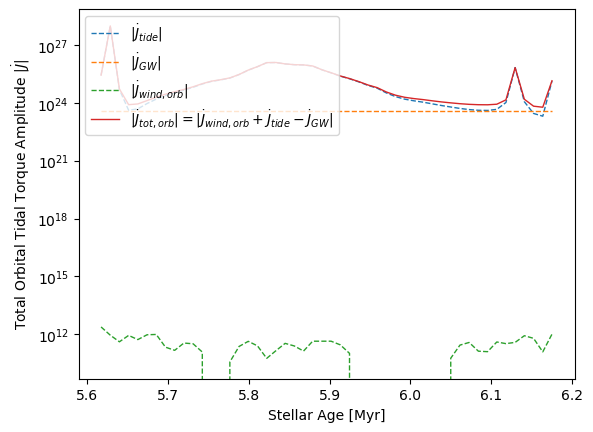 |J̇_{tide}|
|J̇_{GW}|
|J̇_{wind,orb}|
|J̇_{tot,orb}| = |J̇_{wind,orb} + J̇_{tide} − J̇_{GW}|
Total Orbital Tidal Torque Amplitude |J̇|
10^{27}
10^{24}
10^{21}
10^{18}
10^{15}
10^{12}
5.6 5.7 5.8 5.9 6.0 6.1 6.2
Stellar Age [Myr]